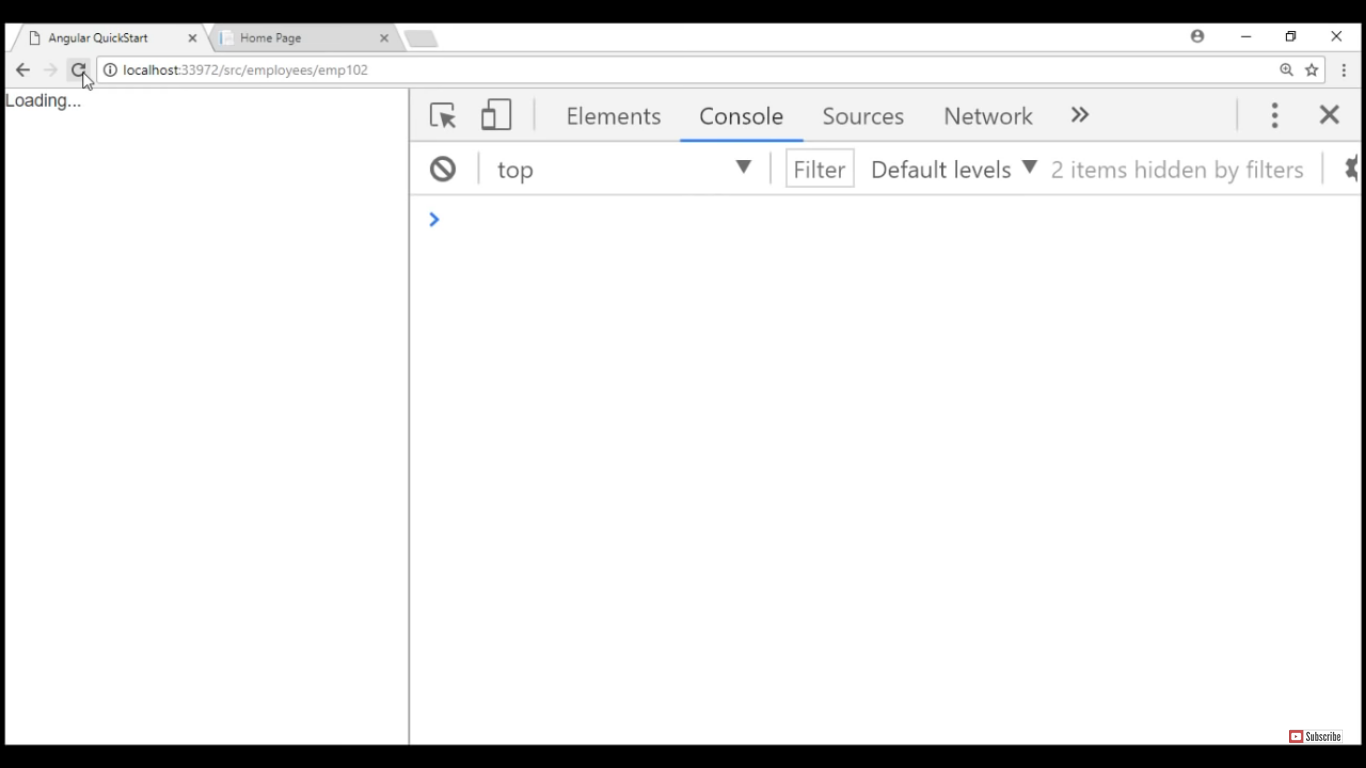 Angular QuickStart
Home Page
localhost:33972/src/employees/emp102
Loading...
Elements Console Sources Network
top Filter Default levels 2 items hidden by filters
Subscribe